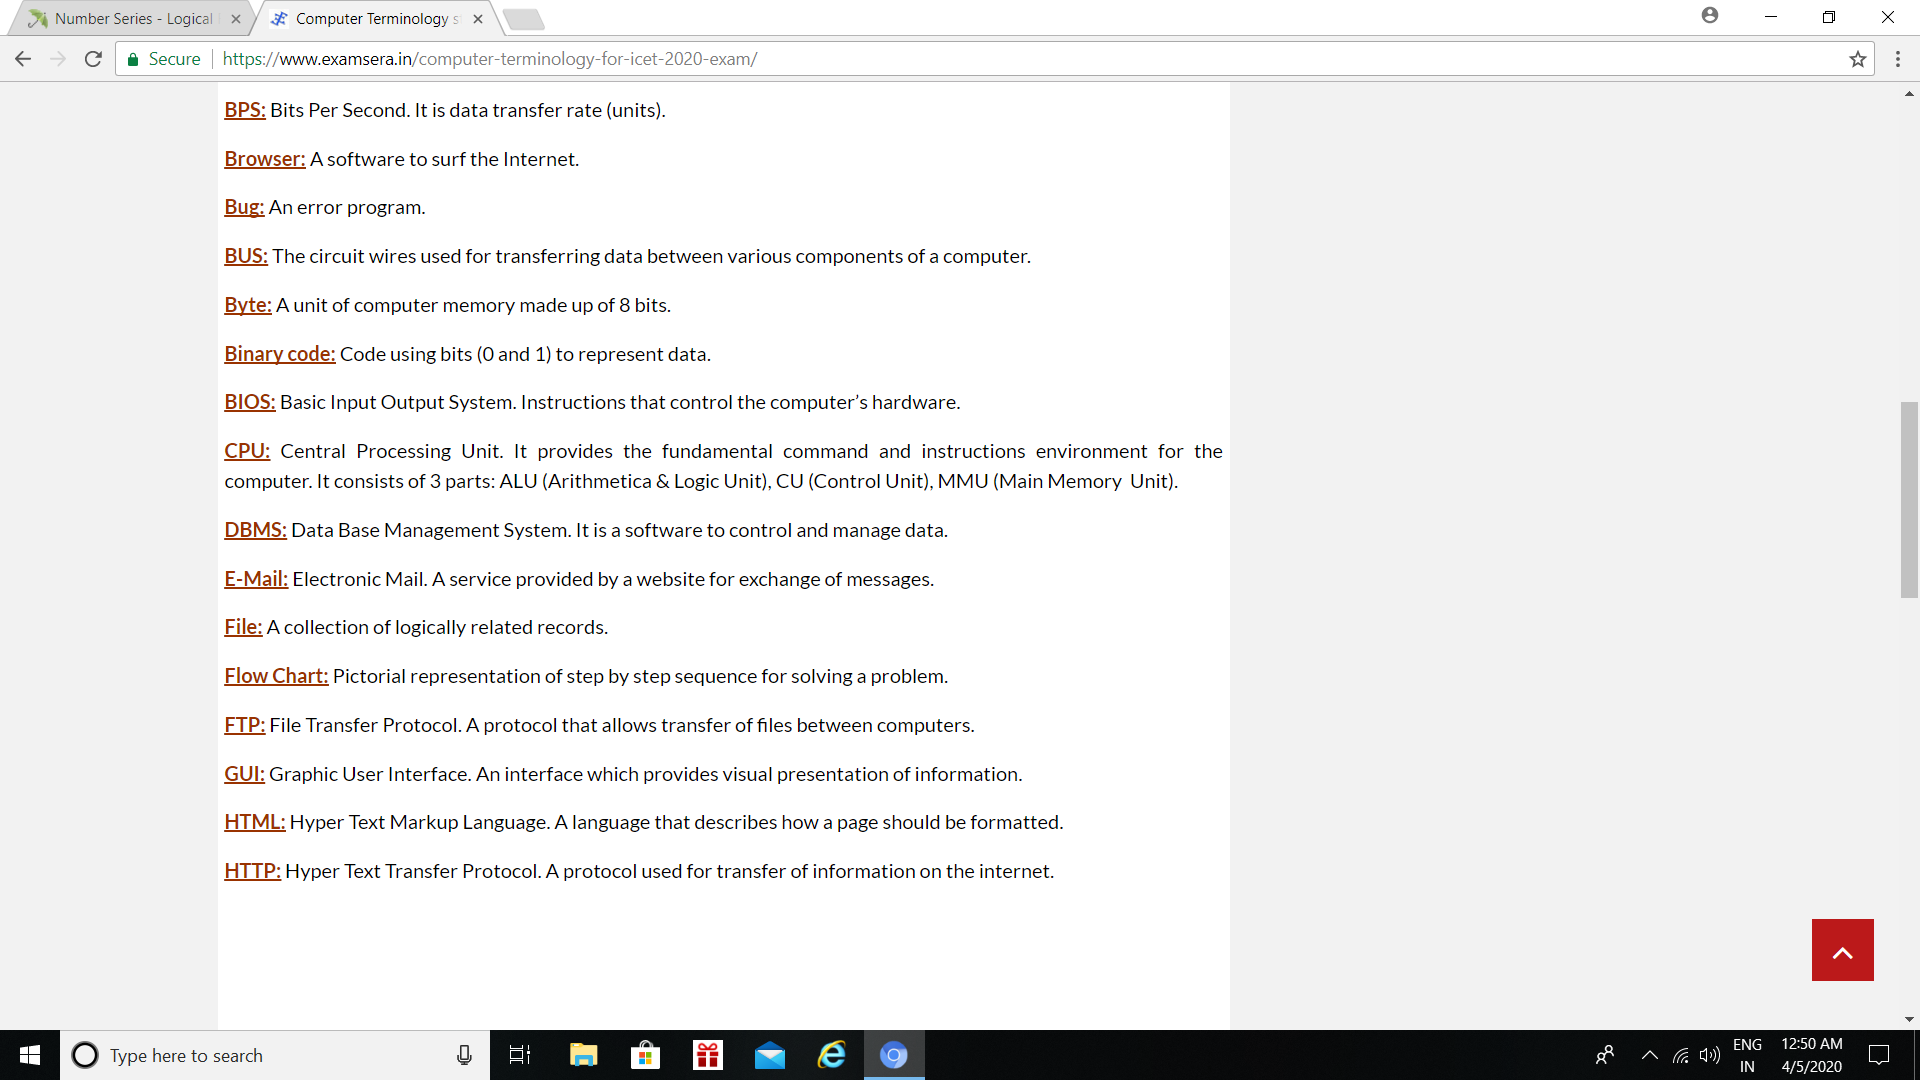 Number Series - Logical
Computer Terminology
Secure
https://www.examsera.in/computer-terminology-for-icet-2020-exam/
BPS: Bits Per Second. It is data transfer rate (units).
Browser: A software to surf the Internet.
Bug: An error program.
BUS: The circuit wires used for transferring data between various components of a computer.
Byte: A unit of computer memory made up of 8 bits.
Binary code: Code using bits (0 and 1) to represent data.
BIOS: Basic Input Output System. Instructions that control the computer’s hardware.
CPU: Central Processing Unit. It provides the fundamental command and instructions environment for the
computer. It consists of 3 parts: ALU (Arithmetica & Logic Unit), CU (Control Unit), MMU (Main Memory Unit).
DBMS: Data Base Management System. It is a software to control and manage data.
E-Mail: Electronic Mail. A service provided by a website for exchange of messages.
File: A collection of logically related records.
Flow Chart: Pictorial representation of step by step sequence for solving a problem.
FTP: File Transfer Protocol. A protocol that allows transfer of files between computers.
GUI: Graphic User Interface. An interface which provides visual presentation of information.
HTML: Hyper Text Markup Language. A language that describes how a page should be formatted.
HTTP: Hyper Text Transfer Protocol. A protocol used for transfer of information on the internet.
Type here to search
ENG
IN
12:50 AM
4/5/2020